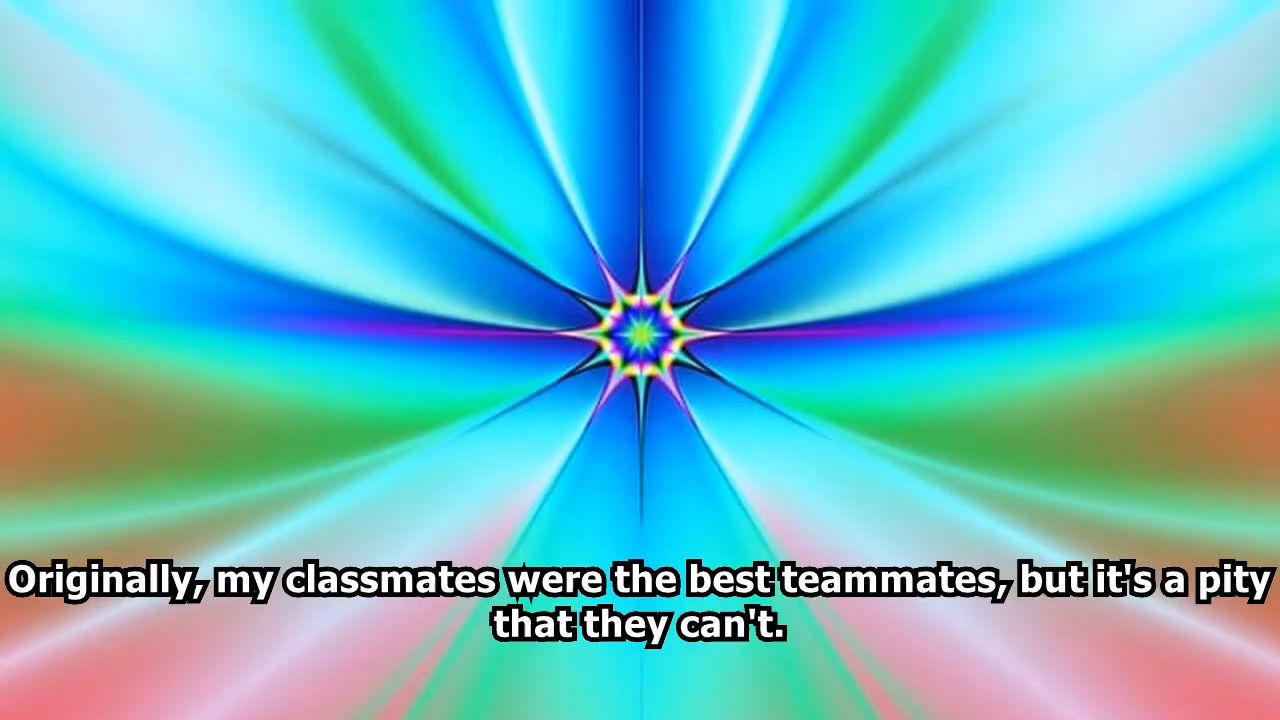 Originally, my classmates were the best teammates, but it's a pity
that they can't.